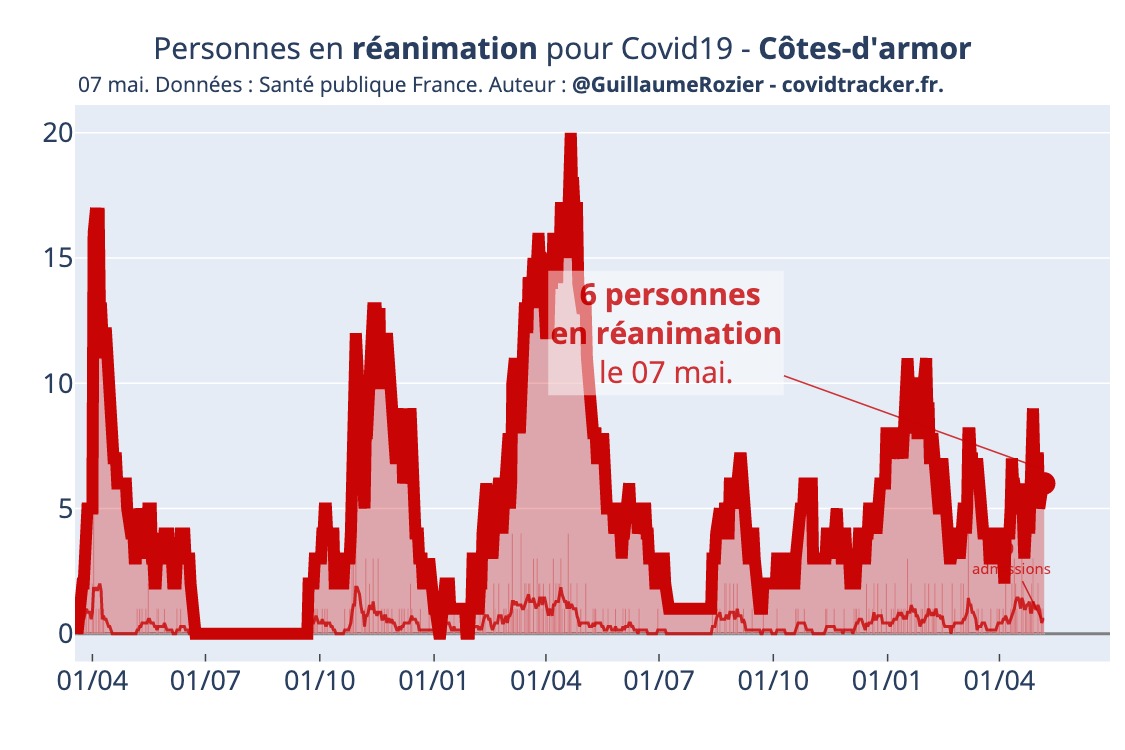 Personnes en réanimation pour Covid19 - Côtes-d'armor
07 mai. Données : Santé publique France. Auteur : @GuillaumeRozier - covidtracker.fr.
20
15
10
5
0
6 personnes
en réanimation
le 07 mai.
admissions
01/04
01/07
01/10
01/01
01/04
01/07
01/10
01/01
01/04